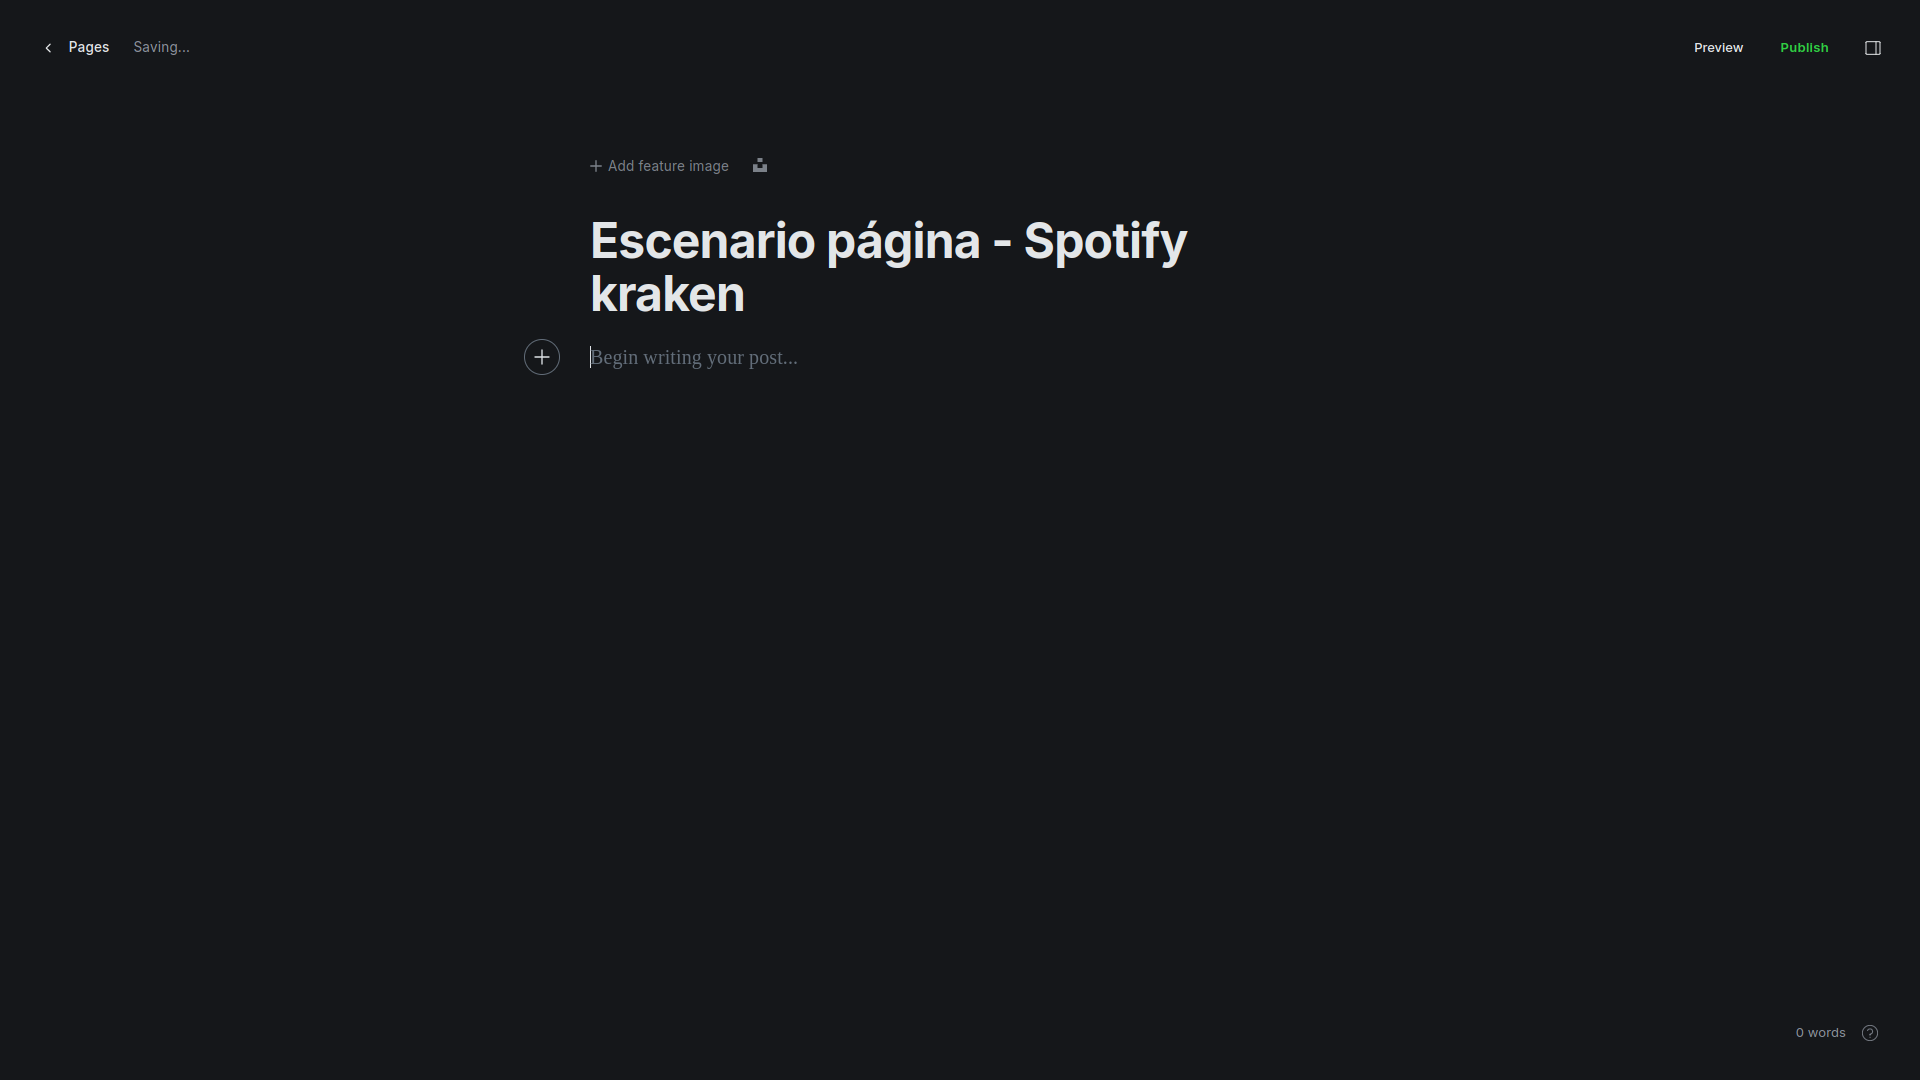 Pages
Saving...
Preview
Publish
Add feature image
Escenario página - Spotify
kraken
Begin writing your post...
0 words
?